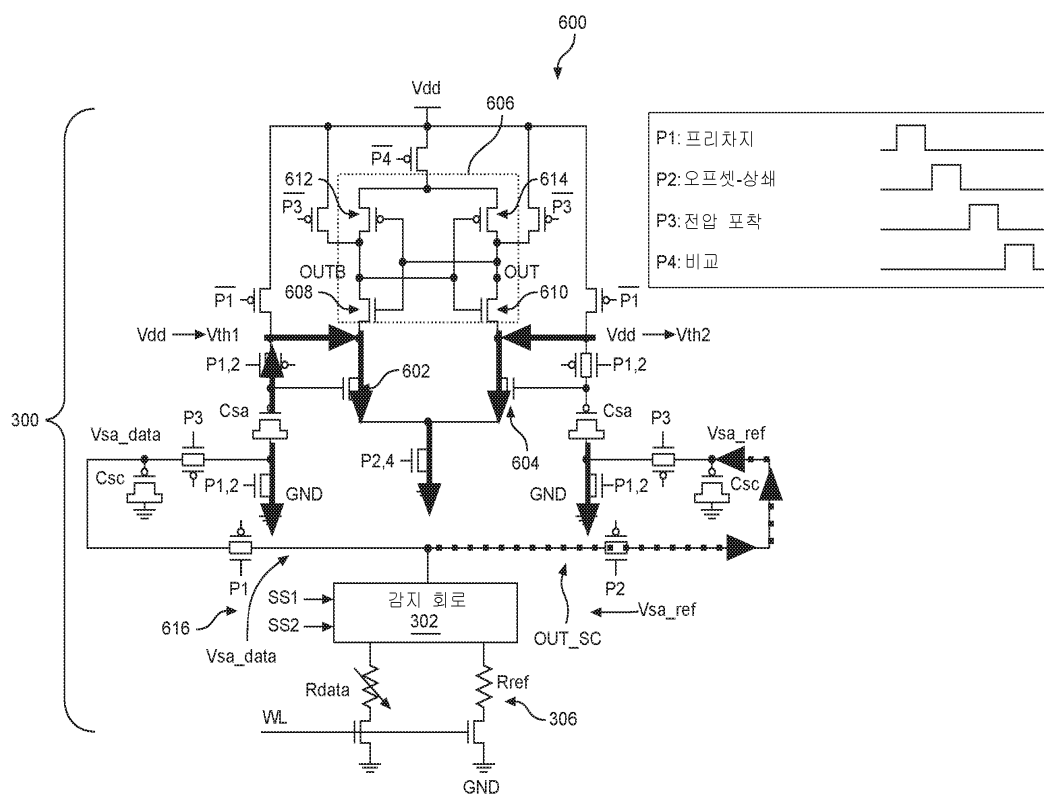 600
Vdd
606
P4
612
614
P3
P3
OUTB
OUT
608
610
P1
P1
Vdd → Vth1
Vdd → Vth2
P1,2
P1,2
602
300
Csa
Csa
P3
P3
Vsa_data
Vsa_ref
P2,4
604
Csc
Csc
P1,2
GND
GND
P1,2
P1
P2
616
SS1
SS2
감지 회로
302
Vsa_data
OUT_SC
Vsa_ref
Rdata
Rref
306
WL
GND
P1: 프리차지
P2: 오프셋-상쇄
P3: 전압 포착
P4: 비교